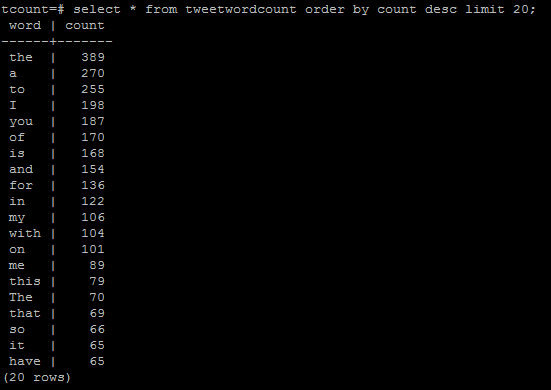 tcount=# select * from tweetwordcount order by count desc limit 20;
 word | count
------+-------
 the  |   389
 a    |   270
 to   |   255
 I    |   198
 you  |   187
 of   |   170
 is   |   168
 and  |   154
 for  |   136
 in   |   122
 my   |   106
 with |   104
 on   |   101
 me   |    89
 this |    79
 The  |    70
 that |    69
 so   |    66
 it   |    65
 have |    65
(20 rows)